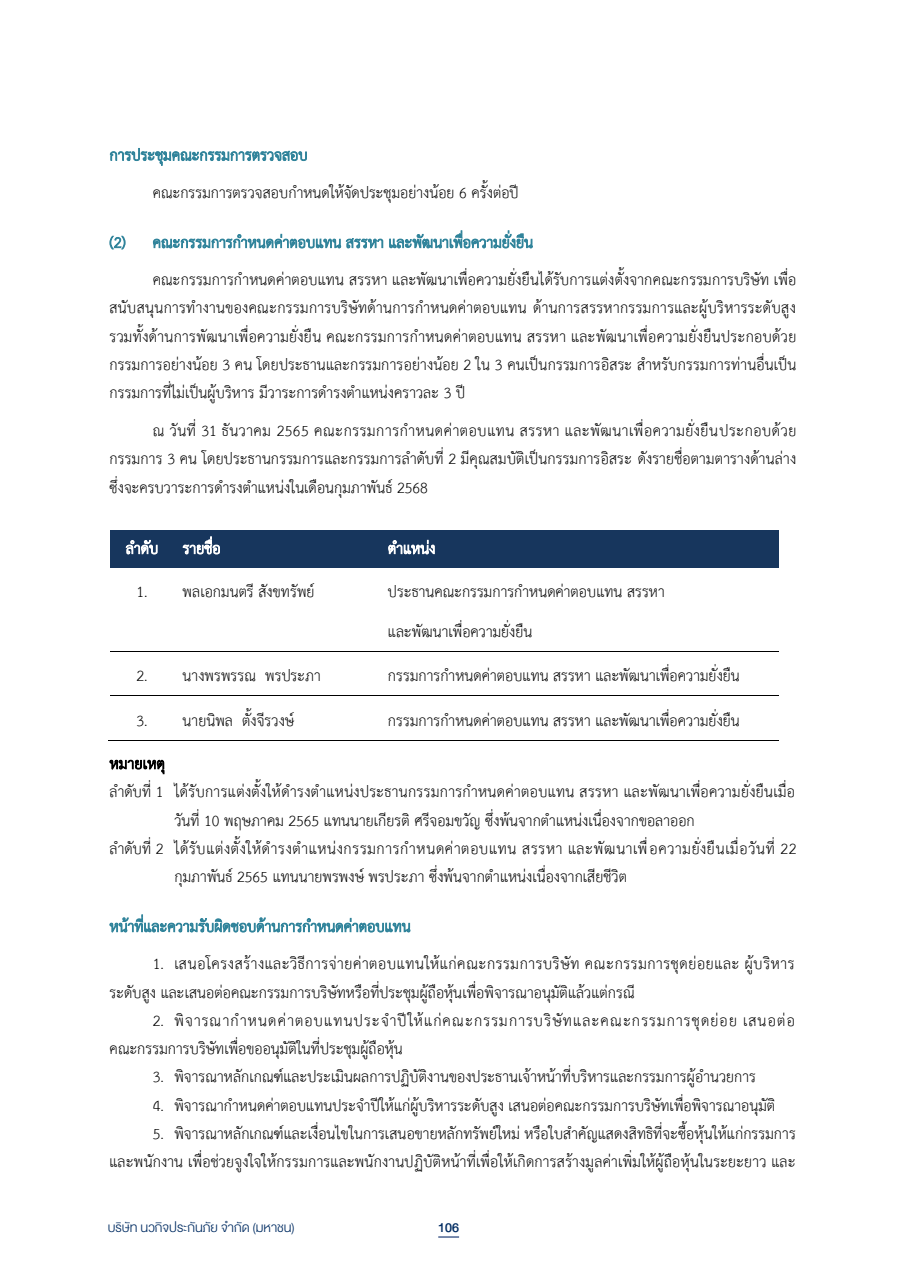 การประชุมคณะกรรมการตรวจสอบ
คณะกรรมการตรวจสอบกำหนดให้จัดประชุมอย่างน้อย 6 ครั้งต่อปี
(2) คณะกรรมการกำหนดค่าตอบแทน สรรหา และพัฒนาเพื่อความยั่งยืน
คณะกรรมการกำหนดค่าตอบแทน สรรหา และพัฒนาเพื่อความยั่งยืนได้รับการแต่งตั้งจากคณะกรรมการบริษัท เพื่อ
สนับสนุนการทำงานของคณะกรรมการบริษัทด้านการกำหนดค่าตอบแทน ด้านการสรรหากรรมการและผู้บริหารระดับสูง
รวมทั้งด้านการพัฒนาเพื่อความยั่งยืน คณะกรรมการกำหนดค่าตอบแทน สรรหา และพัฒนาเพื่อความยั่งยืนประกอบด้วย
กรรมการอย่างน้อย 3 คน โดยประธานและกรรมการอย่างน้อย 2 ใน 3 คนเป็นกรรมการอิสระ สำหรับกรรมการท่านอื่นเป็น
กรรมการที่ไม่เป็นผู้บริหาร มีวาระการดำรงตำแหน่งคราวละ 3 ปี
ณ วันที่ 31 ธันวาคม 2565 คณะกรรมการกำหนดค่าตอบแทน สรรหา และพัฒนาเพื่อความยั่งยืนประกอบด้วย
กรรมการ 3 คน โดยประธานกรรมการและกรรมการลำดับที่ 2 มีคุณสมบัติเป็นกรรมการอิสระ ดังรายชื่อตามตารางด้านล่าง
ซึ่งจะครบวาระการดำรงตำแหน่งในเดือนกุมภาพันธ์ 2568
ลำดับ รายชื่อ ตำแหน่ง
1. พลเอกมนตรี สังขทรัพย์ ประธานคณะกรรมการกำหนดค่าตอบแทน สรรหา
และพัฒนาเพื่อความยั่งยืน
2. นางพรพรรณ พรประภา กรรมการกำหนดค่าตอบแทน สรรหา และพัฒนาเพื่อความยั่งยืน
3. นายนิพล ตั้งจีรวงษ์ กรรมการกำหนดค่าตอบแทน สรรหา และพัฒนาเพื่อความยั่งยืน
หมายเหตุ
ลำดับที่ 1 ได้รับการแต่งตั้งให้ดำรงตำแหน่งประธานกรรมการกำหนดค่าตอบแทน สรรหา และพัฒนาเพื่อความยั่งยืนเมื่อ
วันที่ 10 พฤษภาคม 2565 แทนนายเกียรติ ศรีจอมขวัญ ซึ่งพ้นจากตำแหน่งเนื่องจากขอลาออก
ลำดับที่ 2 ได้รับแต่งตั้งให้ดำรงตำแหน่งกรรมการกำหนดค่าตอบแทน สรรหา และพัฒนาเพื่อความยั่งยืนเมื่อวันที่ 22
กุมภาพันธ์ 2565 แทนนายพรพงษ์ พรประภา ซึ่งพ้นจากตำแหน่งเนื่องจากเสียชีวิต
หน้าที่และความรับผิดชอบด้านการกำหนดค่าตอบแทน
1. เสนอโครงสร้างและวิธีการจ่ายค่าตอบแทนให้แก่คณะกรรมการบริษัท คณะกรรมการชุดย่อยและ ผู้บริหาร
ระดับสูง และเสนอต่อคณะกรรมการบริษัทหรือที่ประชุมผู้ถือหุ้นเพื่อพิจารณาอนุมัติแล้วแต่กรณี
2. พิจารณากำหนดค่าตอบแทนประจำปีให้แก่คณะกรรมการบริษัทและคณะกรรมการชุดย่อย เสนอต่อ
คณะกรรมการบริษัทเพื่อขออนุมัติในที่ประชุมผู้ถือหุ้น
3. พิจารณาหลักเกณฑ์และประเมินผลการปฏิบัติงานของประธานเจ้าหน้าที่บริหารและกรรมการผู้อำนวยการ
4. พิจารณากำหนดค่าตอบแทนประจำปีให้แก่ผู้บริหารระดับสูง เสนอต่อคณะกรรมการบริษัทเพื่อพิจารณาอนุมัติ
5. พิจารณาหลักเกณฑ์และเงื่อนไขในการเสนอขายหลักทรัพย์ใหม่ หรือใบสำคัญแสดงสิทธิที่จะซื้อหุ้นให้แก่กรรมการ
และพนักงาน เพื่อช่วยจูงใจให้กรรมการและพนักงานปฏิบัติหน้าที่เพื่อให้เกิดการสร้างมูลค่าเพิ่มให้ผู้ถือหุ้นในระยะยาว และ
บริษัท นวกิจประกันภัย จำกัด (มหาชน) 106